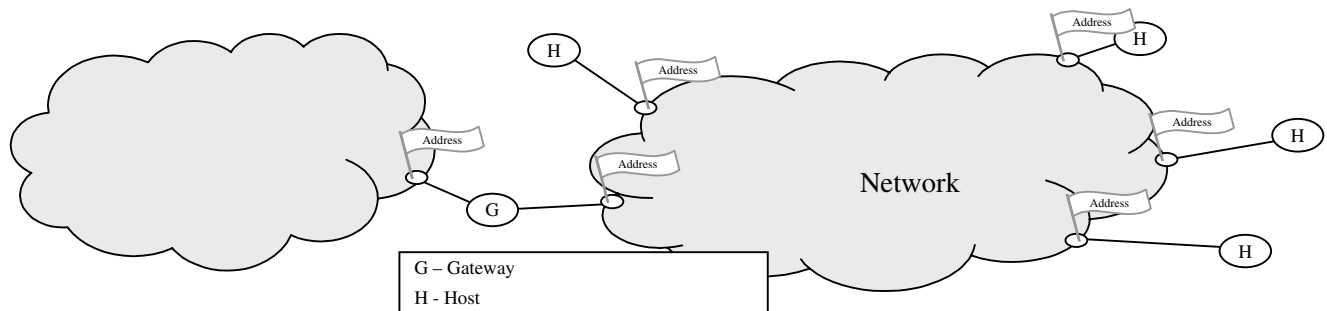 Address
H
H
Address
Address
H
Address
Address
Network
Address
G
H
G – Gateway
H - Host